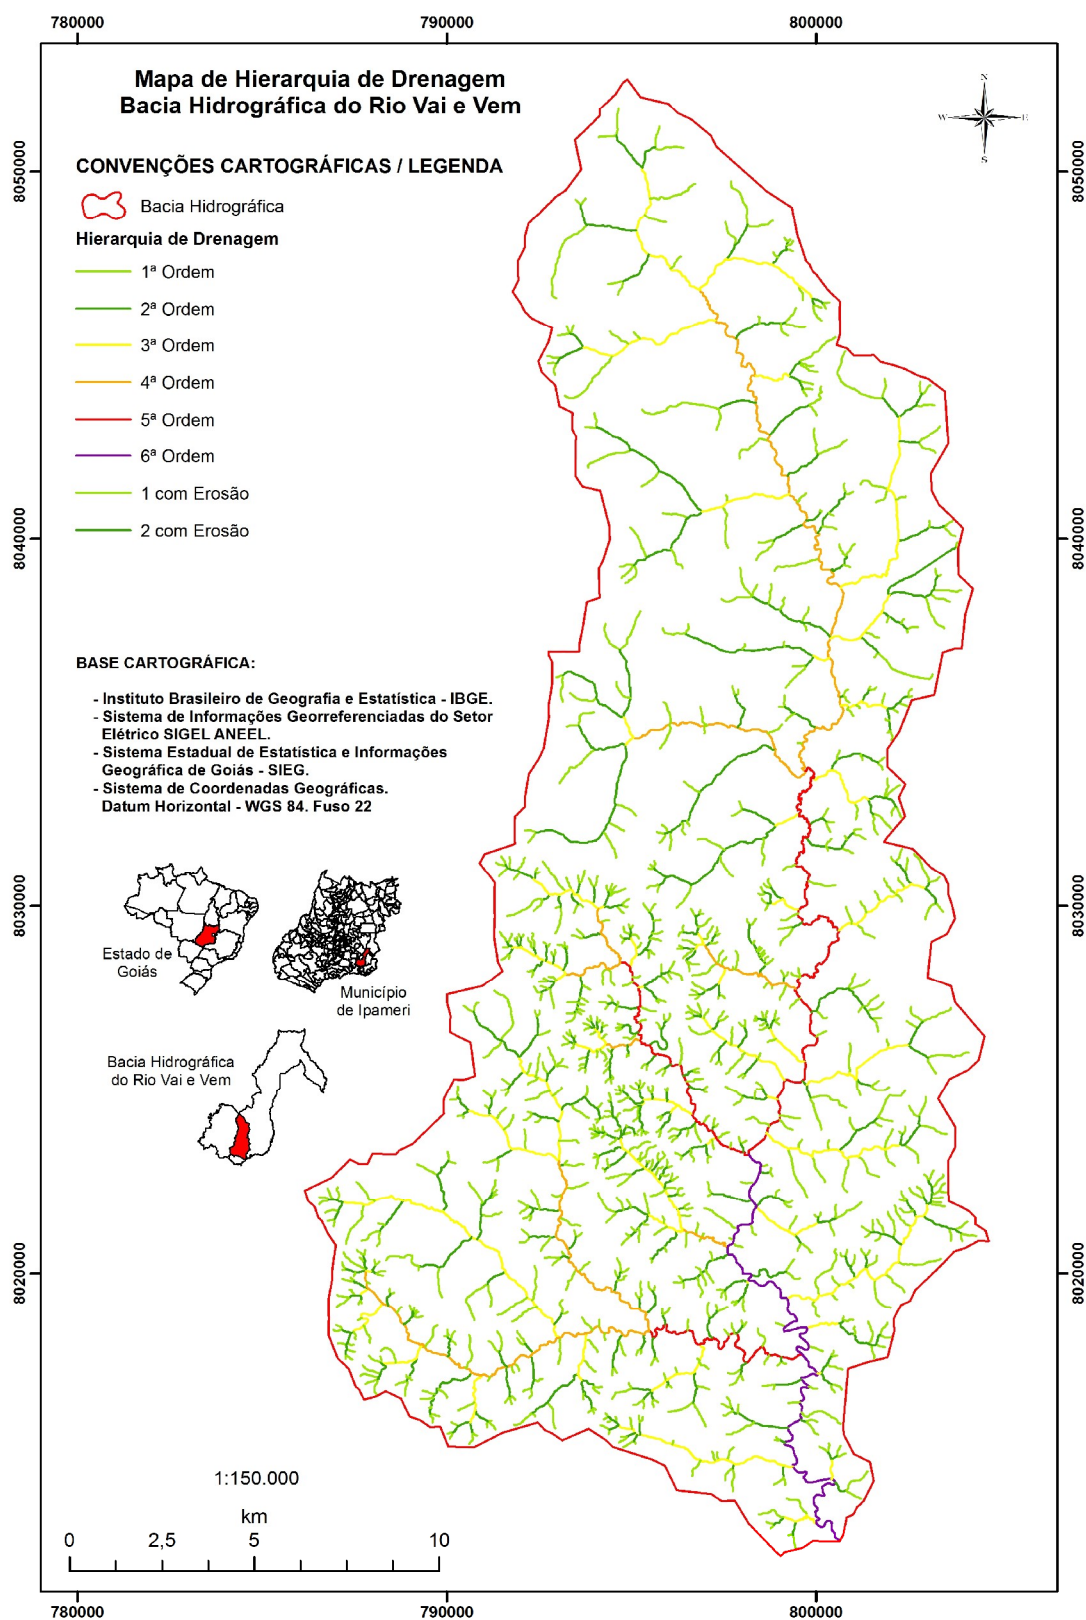 780000
790000
800000
Mapa de Hierarquia de Drenagem
Bacia Hidrográfica do Rio Vai e Vem
N
W
E
S
8050000
8050000
CONVENÇÕES CARTOGRÁFICAS / LEGENDA
Bacia Hidrográfica
Hierarquia de Drenagem
1ª Ordem
2ª Ordem
3ª Ordem
4ª Ordem
5ª Ordem
6ª Ordem
1 com Erosão
2 com Erosão
8040000
8040000
BASE CARTOGRÁFICA:
- Instituto Brasileiro de Geografia e Estatística - IBGE.
- Sistema de Informações Georreferenciadas do Setor
Elétrico SIGEL ANEEL.
- Sistema Estadual de Estatística e Informações
Geográfica de Goiás - SIEG.
- Sistema de Coordenadas Geográficas.
Datum Horizontal - WGS 84. Fuso 22
8030000
8030000
Estado de
Goiás
Município
de Ipameri
Bacia Hidrográfica
do Rio Vai e Vem
8020000
8020000
1:150.000
km
0
2,5
5
10
780000
790000
800000